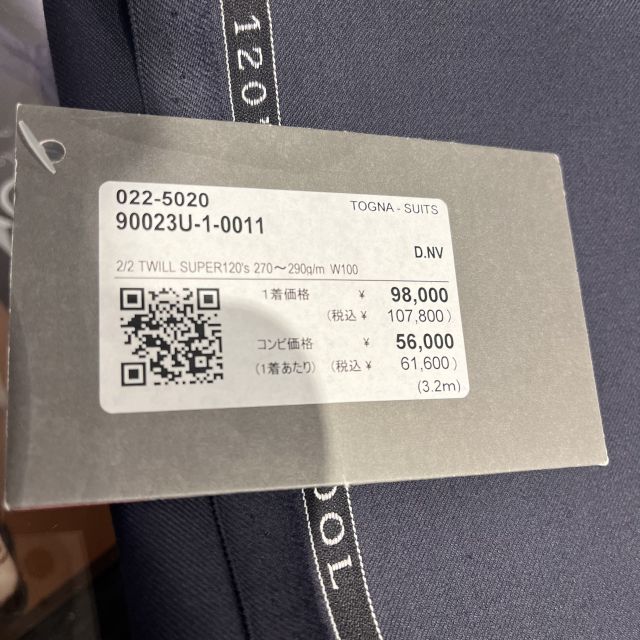 120'
022-5020
TOGNA - SUITS
90023U-1-0011
D.NV
2/2 TWILL SUPER120's 270～290g/m W100
1着価格 ¥ 98,000
(税込 ¥ 107,800)
コンビ価格 ¥ 56,000
(1着あたり) (税込 ¥ 61,600)
(3.2m)
OOL